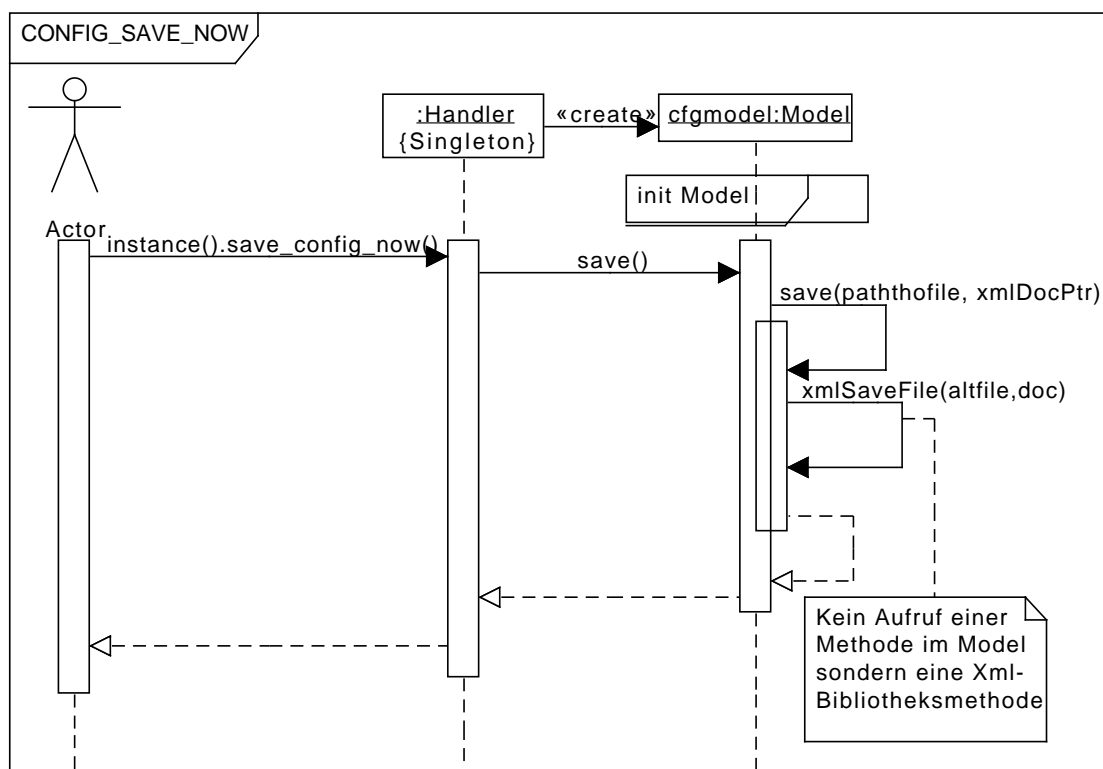 CONFIG_SAVE_NOW
:Handler
{Singleton}
«create»
cfgmodel:Model
init Model
Actor
instance().save_config_now()
save()
save(paththofile, xmlDocPtr)
xmlSaveFile(altfile,doc)
Kein Aufruf einer
Methode im Model
sondern eine Xml-
Bibliotheksmethode